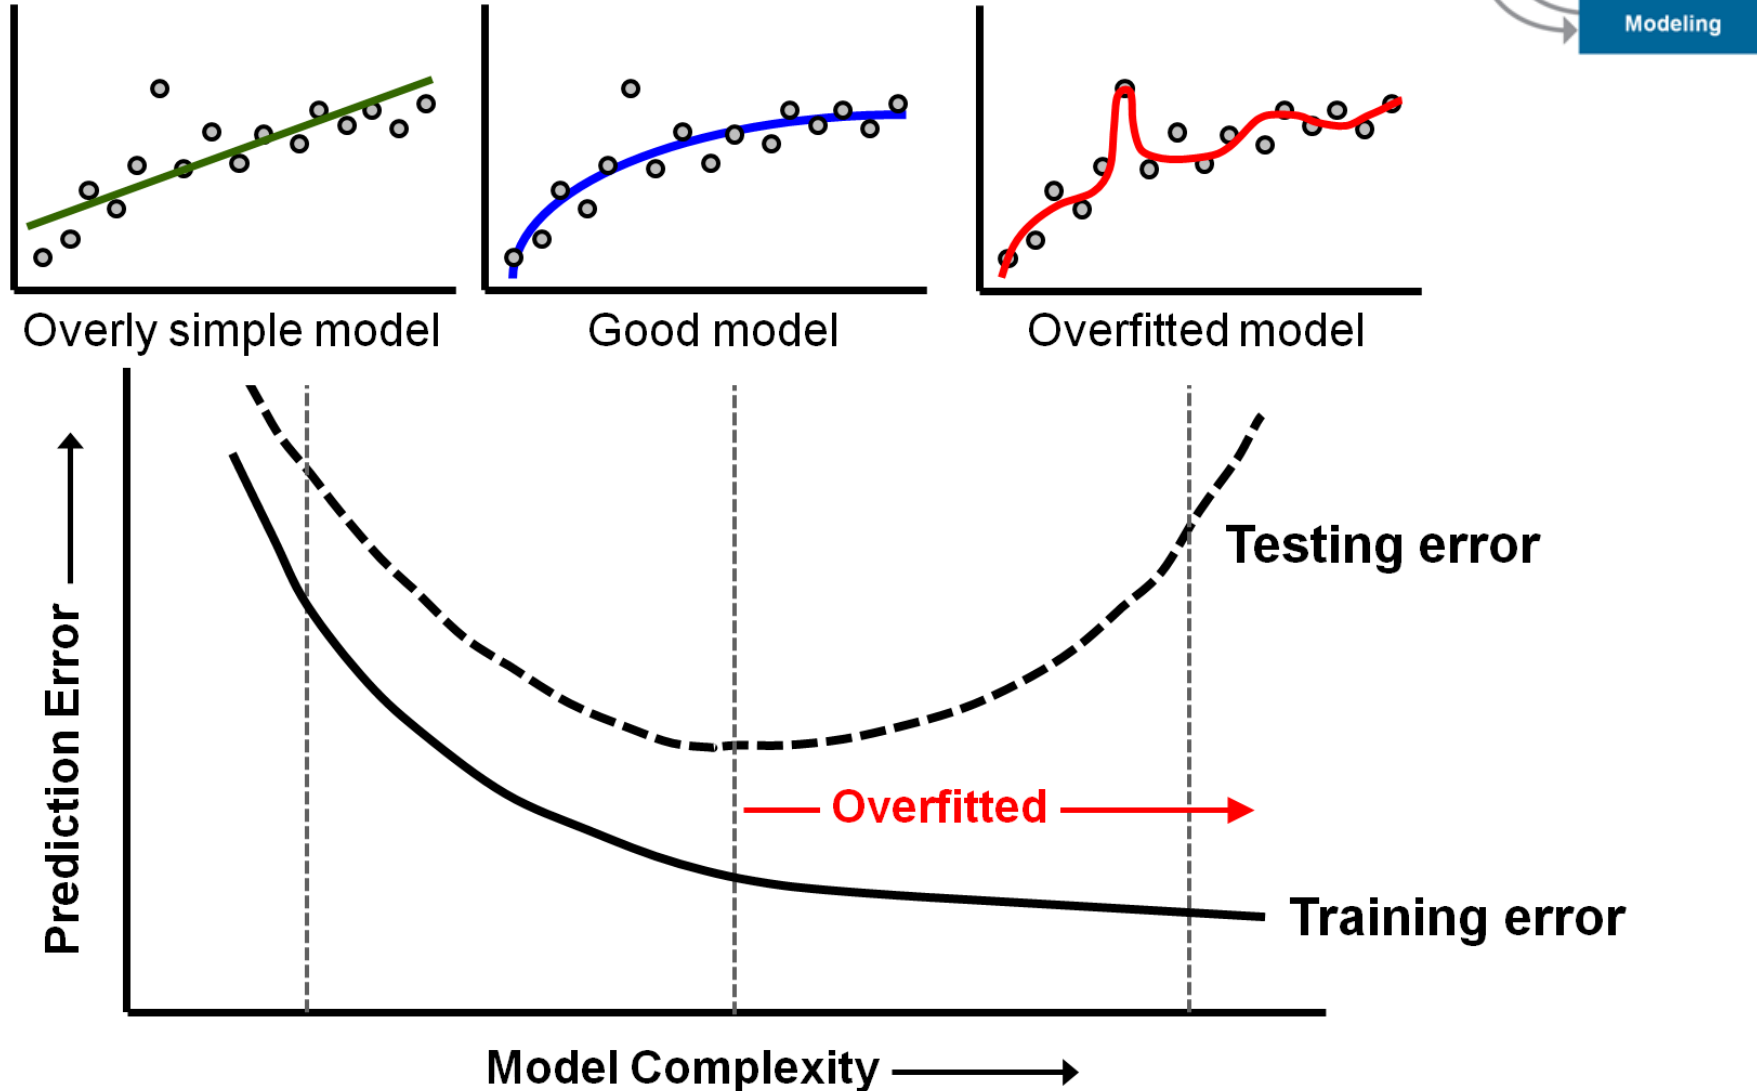 Modeling
Overly simple model
Good model
Overfitted model
Prediction Error
Testing error
Overfitted
Training error
Model Complexity